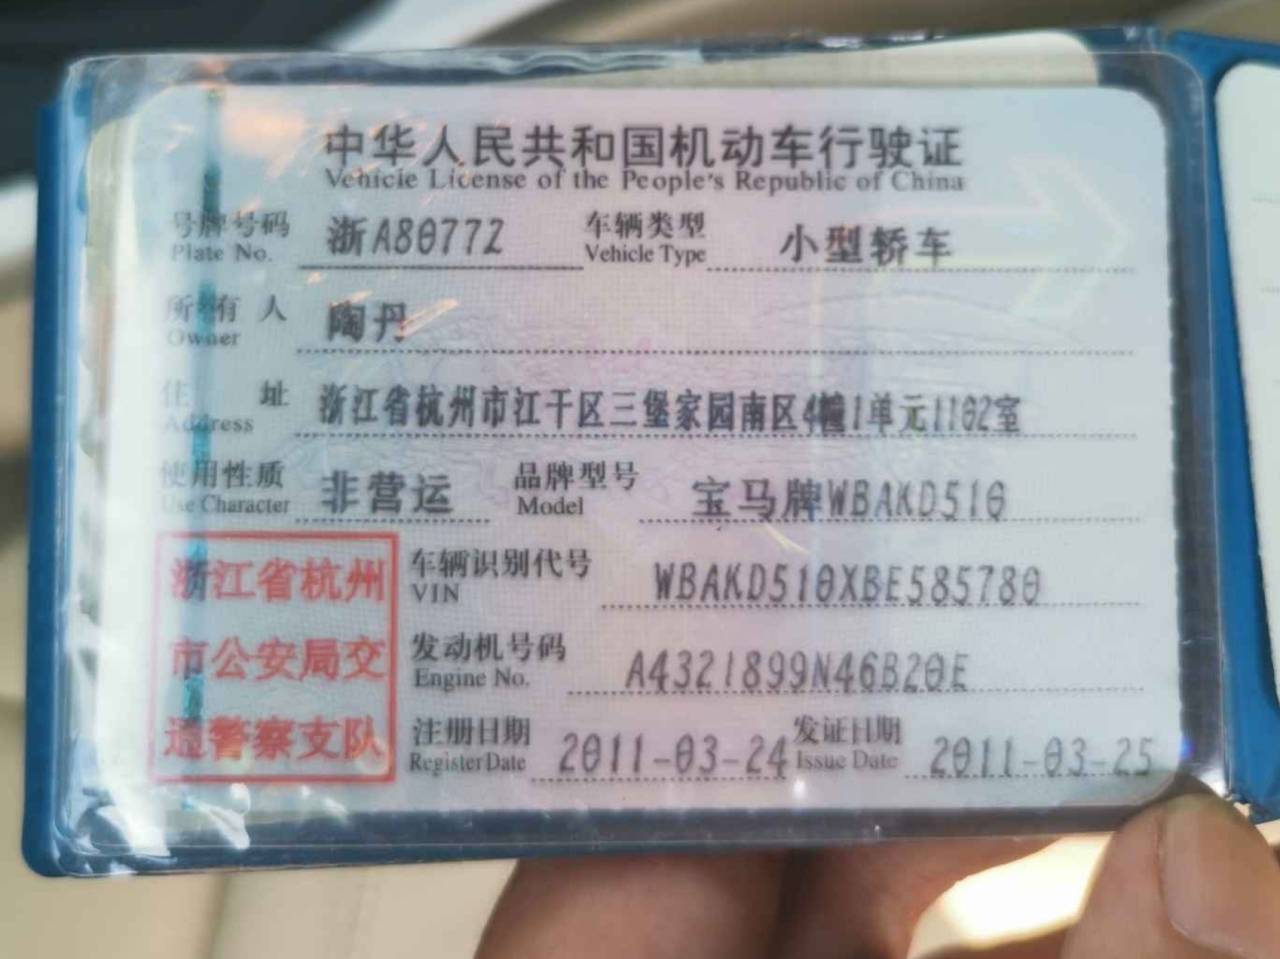 中华人民共和国机动车行驶证
Vehicle License of the People's Republic of China
号牌号码 浙A80772 车辆类型 小型轿车
Plate No. Vehicle Type
所有人 陶丹
Owner
住址 浙江省杭州市江干区三堡家园南区4幢1单元1102室
Address
使用性质 非营运 品牌型号 宝马牌WBAKD510
Use Character Model
浙江省杭州 车辆识别代号 WBAKD510XBE585780
VIN
市公安局交 发动机号码 A4321899N46B20E
Engine No.
通警察支队 注册日期 2011-03-24 发证日期 2011-03-25
Register Date Issue Date